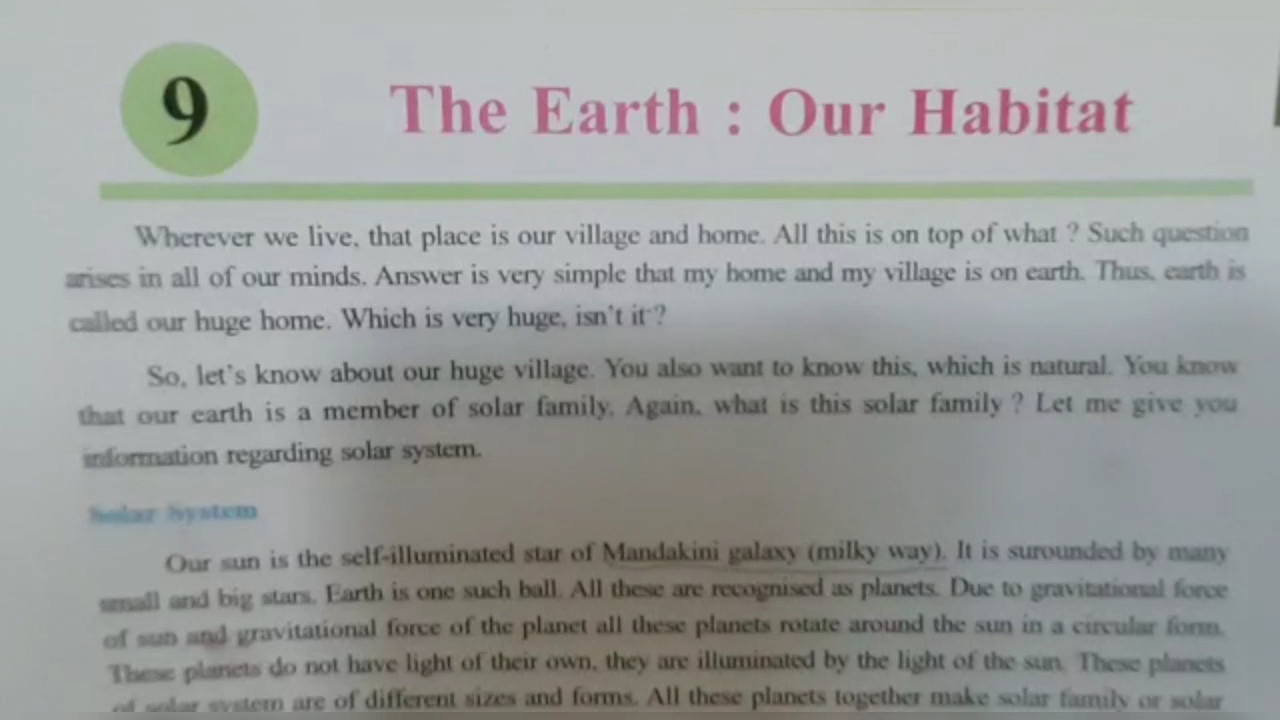 9
The Earth : Our Habitat
Wherever we live, that place is our village and home. All this is on top of what ? Such question
arises in all of our minds. Answer is very simple that my home and my village is on earth. Thus, earth is
called our huge home. Which is very huge, isn't it ?
So, let's know about our huge village. You also want to know this, which is natural. You know
that our earth is a member of solar family. Again, what is this solar family ? Let me give you
information regarding solar system.
Solar System
Our sun is the self-illuminated star of Mandakini galaxy (milky way). It is surounded by many
small and big stars. Earth is one such ball. All these are recognised as planets. Due to gravitational force
of sun and gravitational force of the planet all these planets rotate around the sun in a circular form.
These planets do not have light of their own, they are illuminated by the light of the sun. These planets
of solar system are of different sizes and forms. All these planets together make solar family or solar